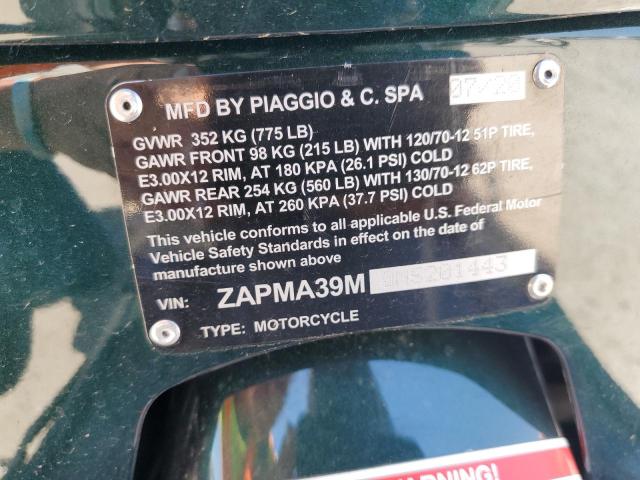 MFD BY PIAGGIO & C. SPA 07/20
GVWR 352 KG (775 LB)
GAWR FRONT 98 KG (215 LB) WITH 120/70-12 51P TIRE,
E3.00X12 RIM, AT 180 KPA (26.1 PSI) COLD
GAWR REAR 254 KG (560 LB) WITH 130/70-12 62P TIRE,
E3.00X12 RIM, AT 260 KPA (37.7 PSI) COLD
This vehicle conforms to all applicable U.S. Federal Motor
Vehicle Safety Standards in effect on the date of
manufacture shown above
VIN: ZAPMA39M
TYPE: MOTORCYCLE
WARNING!